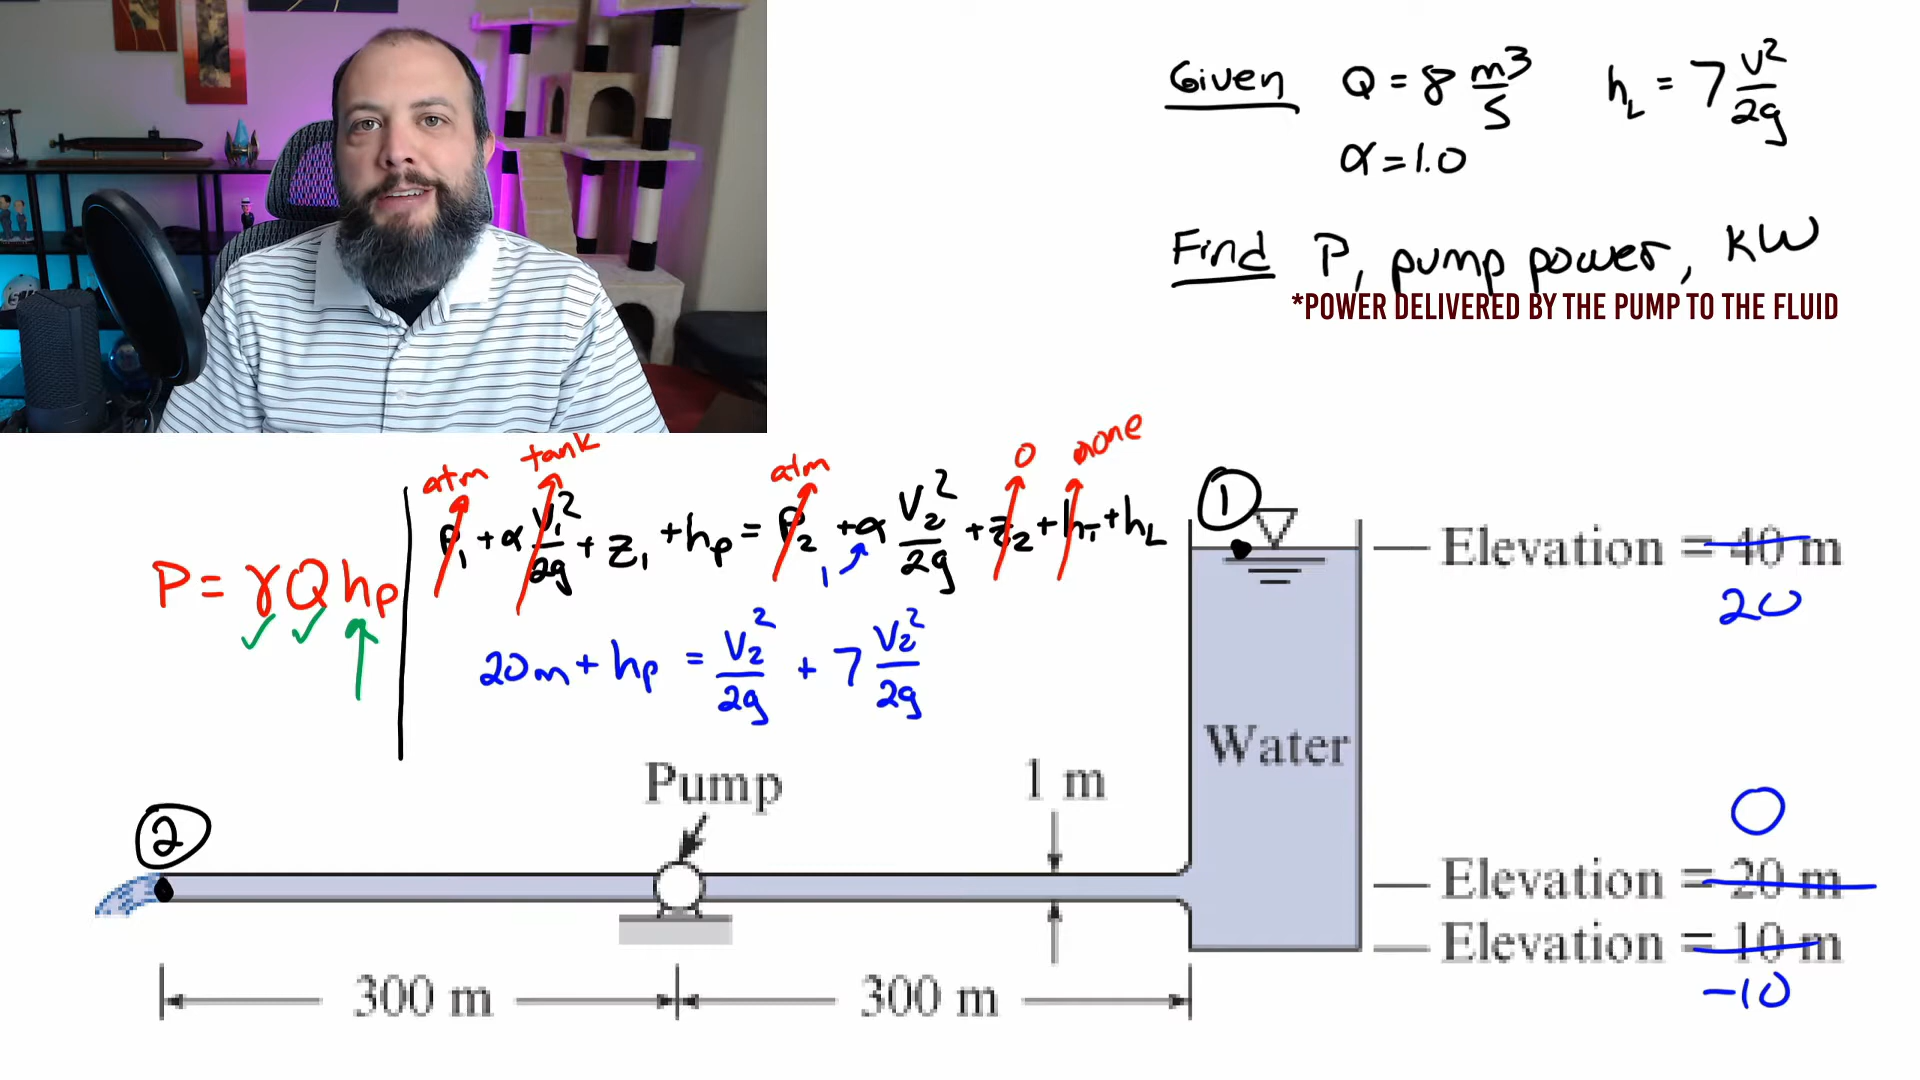 Given Q = 8 m³/s h_L = 7 V²/2g
α = 1.0
Find P, pump power, kW
*POWER DELIVERED BY THE PUMP TO THE FLUID
atm tank atm 0 none
P₁ + α V₁²/2g + z₁ + hp = P₂ + α V₂²/2g + z₂ + h_T + h_L
1
P = γQhp
20m + hp = V₂²/2g + 7 V₂²/2g
1
Elevation = 40 m
20
Water
Pump
1 m
2
0
Elevation = 20 m
Elevation = 10 m
-10
300 m
300 m